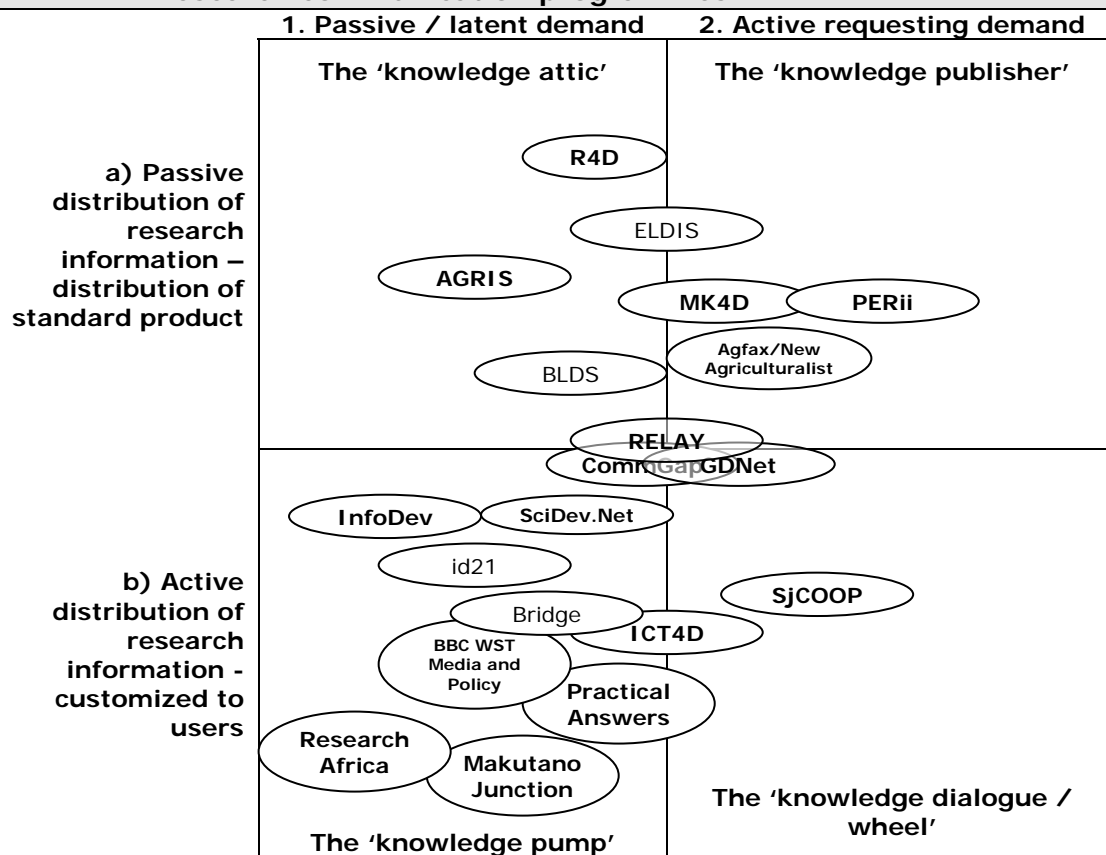 1. Passive / latent demand
2. Active requesting demand
The ‘knowledge attic’
The ‘knowledge publisher’
a) Passive
distribution of
research
information –
distribution of
standard product
R4D
ELDIS
AGRIS
MK4D
PERii
Agfax/New
Agriculturalist
BLDS
RELAY
CommGap
GDNet
InfoDev
SciDev.Net
id21
b) Active
distribution of
research
information -
customized to
users
SjCOOP
Bridge
ICT4D
BBC WST
Media and
Policy
Practical
Answers
Research
Africa
Makutano
Junction
The ‘knowledge dialogue /
wheel’
The ‘knowledge pump’